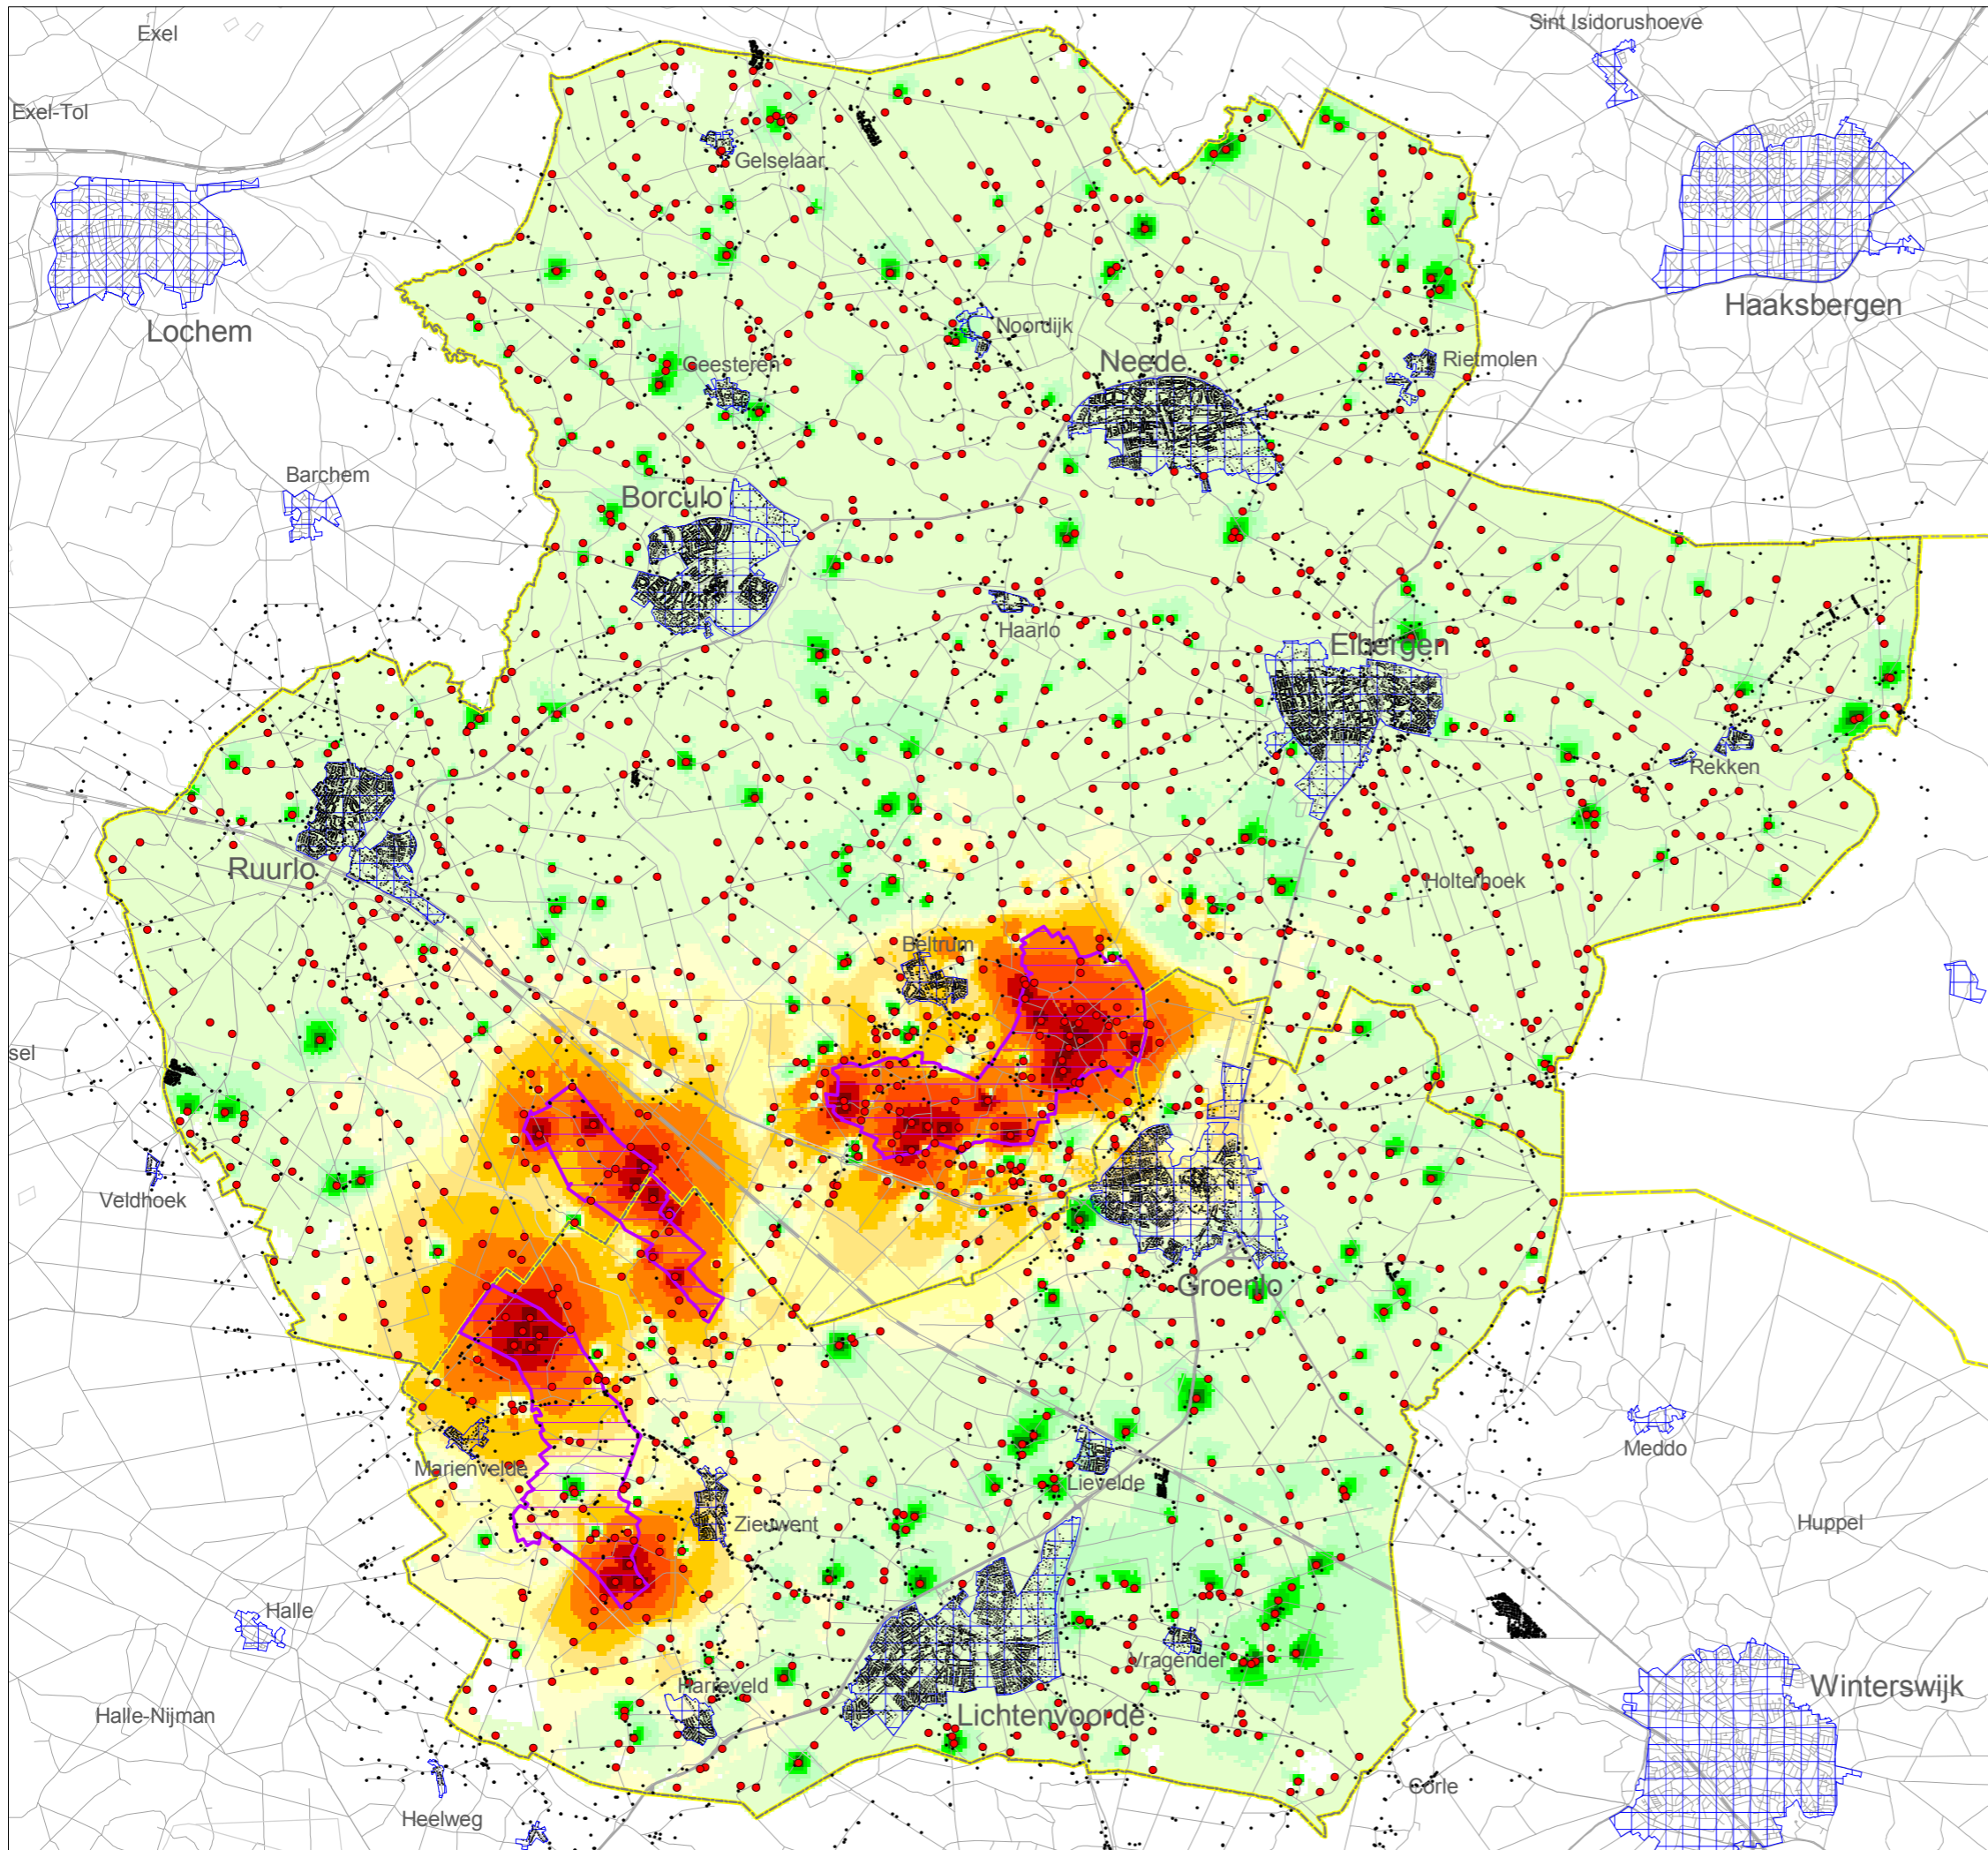 Exel
Sint Isidorushoeve
Exel-Tol
Gelselaar
Haaksbergen
Lochem
Noordijk
Neede
Rietmolen
Geesteren
Barchem
Borculo
Haarlo
Eibergen
Rekken
Ruurlo
Holterhoek
Beltrum
sel
Veldhoek
Groenlo
Meddo
Marienvelde
Lievelde
Zieuwent
Huppel
Halle
Vragender
Harreveld
Winterswijk
Halle-Nijman
Lichtenvoorde
Corle
Heelweg